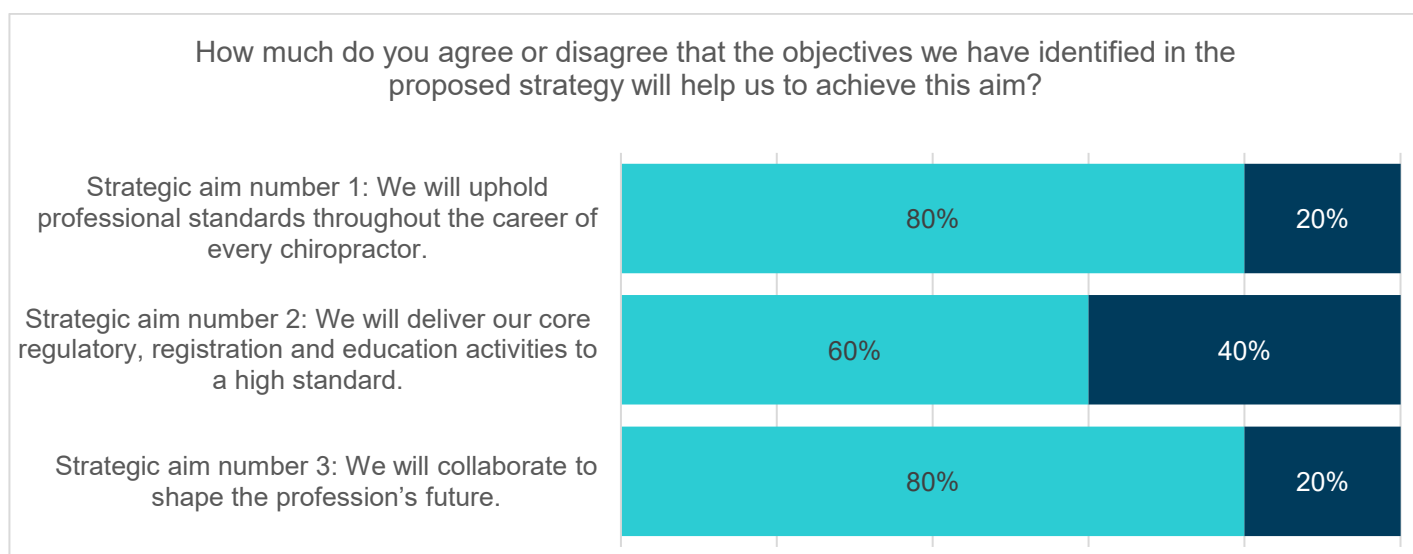 How much do you agree or disagree that the objectives we have identified in the
proposed strategy will help us to achieve this aim?
Strategic aim number 1: We will uphold
professional standards throughout the career of
every chiropractor.
80%
20%
Strategic aim number 2: We will deliver our core
regulatory, registration and education activities to
a high standard.
60%
40%
Strategic aim number 3: We will collaborate to
shape the profession’s future.
80%
20%